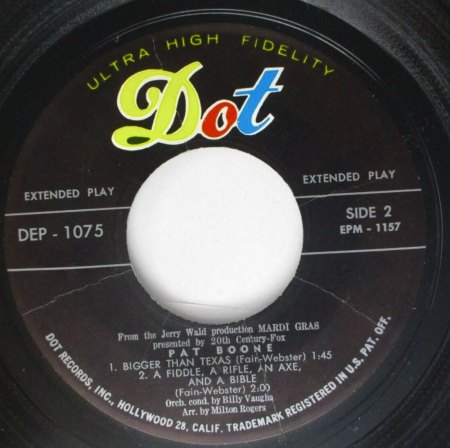 ULTRA HIGH FIDELITY
Dot
EXTENDED PLAY
EXTENDED PLAY
DEP - 1075
SIDE 2
EPM - 1157
From the Jerry Wald production MARDI GRAS
presented by 20th Century-Fox
PAT BOONE
1. BIGGER THAN TEXAS (Fain-Webster) 1:45
2. A FIDDLE, A RIFLE, AN AXE,
AND A BIBLE
(Fain-Webster) 2:00
Orch. cond. by Billy Vaughn
Arr. by Milton Rogers
DOT RECORDS, INC., HOLLYWOOD 28, CALIF. TRADEMARK REGISTERED IN U.S. PAT. OFF.